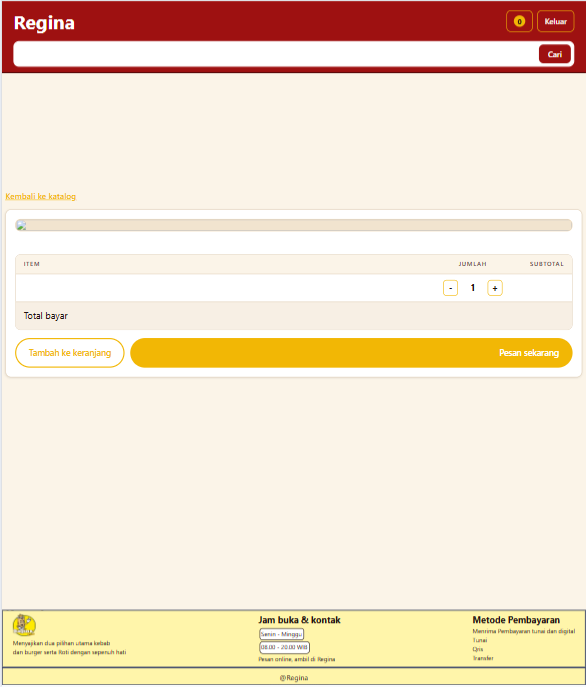 Regina
0
Keluar
Cari
Kembali ke katalog
ITEM JUMLAH SUBTOTAL
- 1 +
Total bayar
Tambah ke keranjang
Pesan sekarang
Menyajikan dua pilihan utama kebab
dan burger serta Roti dengan sepenuh hati
Jam buka & kontak
Senin - Minggu
08.00 - 20.00 WIB
Pesan online, ambil di Regina
Metode Pembayaran
Menrima Pembayaran tunai dan digital
Tunai
Qris
Transfer
@Regina